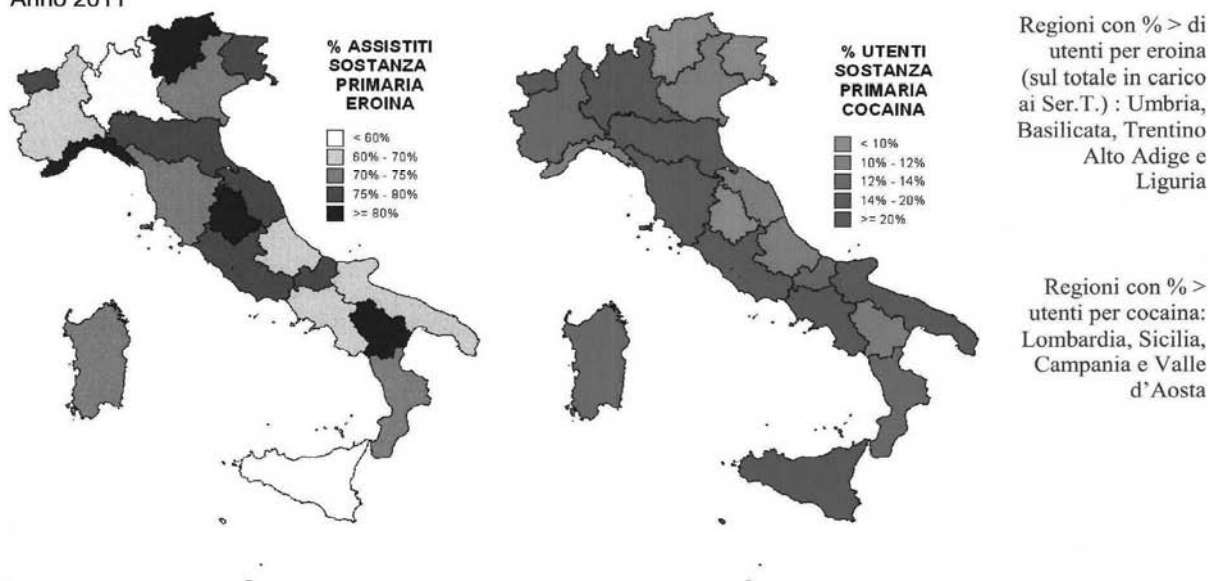 Anno 2011
% ASSISTITI
SOSTANZA
PRIMARIA
EROINA
< 60%
60% - 70%
70% - 75%
75% - 80%
>= 80%
% UTENTI
SOSTANZA
PRIMARIA
COCAINA
< 10%
10% - 12%
12% - 14%
14% - 20%
>= 20%
Regioni con % > di
utenti per eroina
(sul totale in carico
ai Ser.T.) : Umbria,
Basilicata, Trentino
Alto Adige e
Liguria
Regioni con % >
utenti per cocaina:
Lombardia, Sicilia,
Campania e Valle
d'Aosta